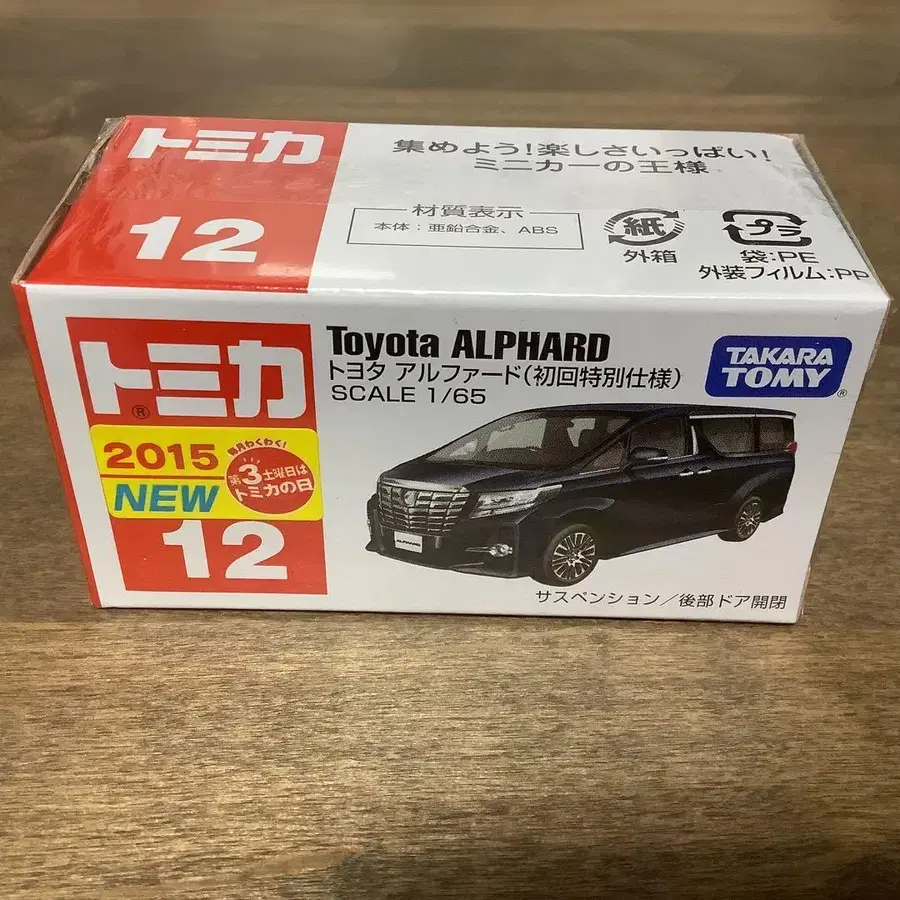 トミカ
12
集めよう!楽しさいっぱい!
ミニカーの王様
材質表示
本体:亜鉛合金、ABS
紙
外箱
プラ
袋:PE
外装フィルム:PP
トミカ
®
2015
NEW
毎月わくわく!
第3土曜日は
トミカの日
12
Toyota ALPHARD
トヨタ アルファード(初回特別仕様)
SCALE 1/65
TAKARA
TOMY
®
ALPHARD
サスペンション/後部ドア開閉